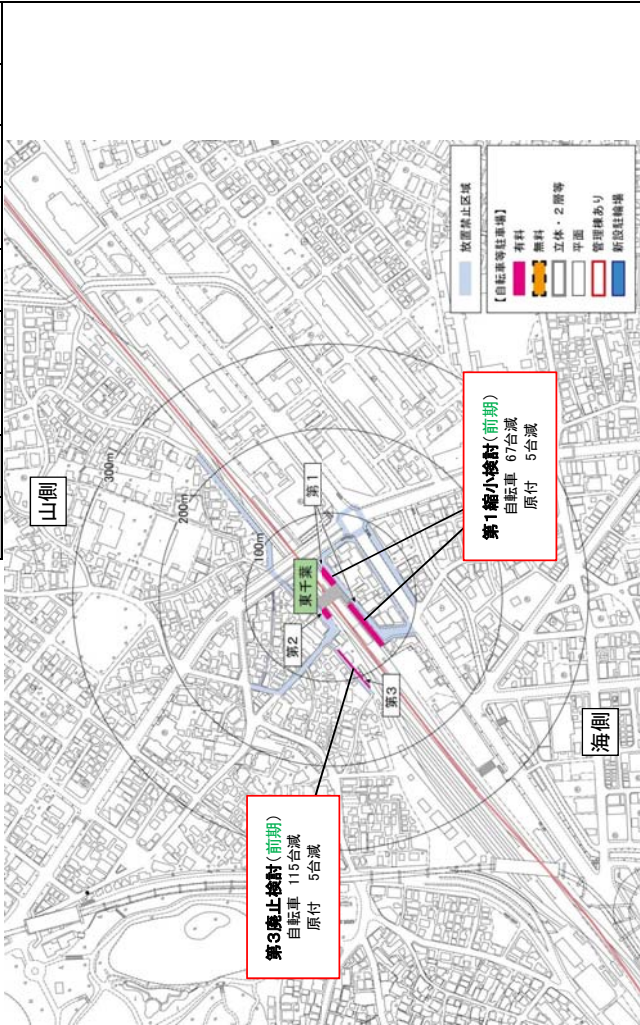 山側
300m
200m
100m
東千葉
第1
第2
第3
海側
第3廃止検討(前期)
自転車 115台減
原付 5台減
第1縮小検討(前期)
自転車 67台減
原付 5台減
放置禁止区域
【自転車等駐車場】
有料
無料
立体・2層等
平面
管理棟あり
新設駐輪場